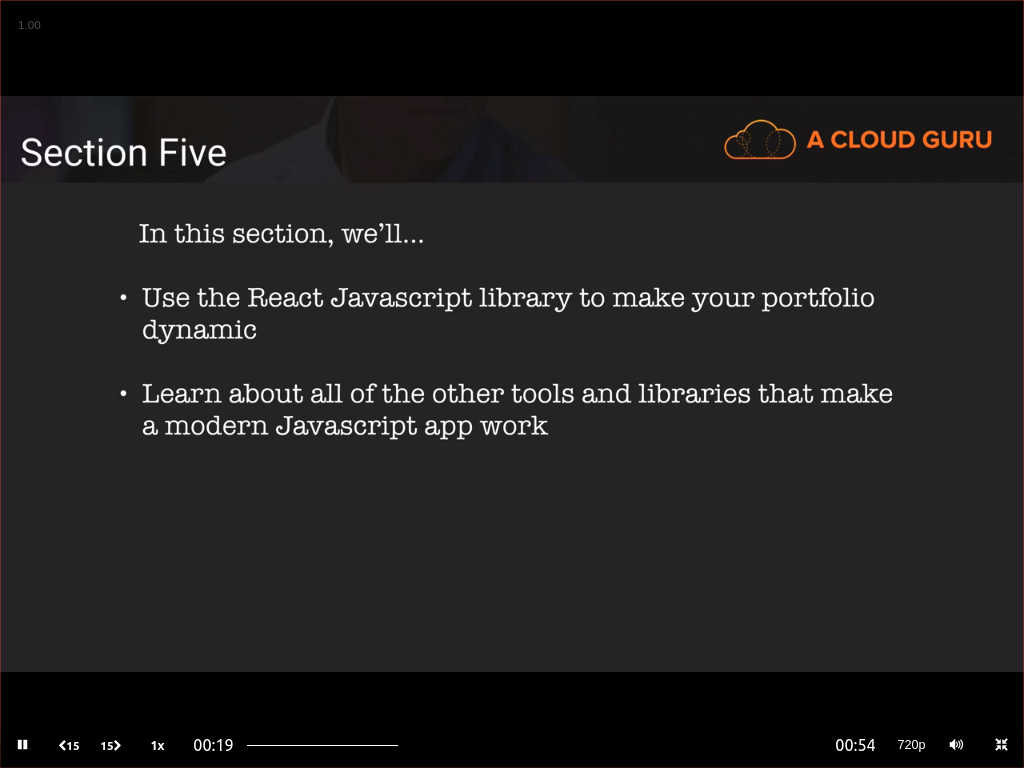 1.00
Section Five
A CLOUD GURU
In this section, we’ll...
• Use the React Javascript library to make your portfolio
dynamic
• Learn about all of the other tools and libraries that make
a modern Javascript app work
15 15 1x 00:19 00:54 720p